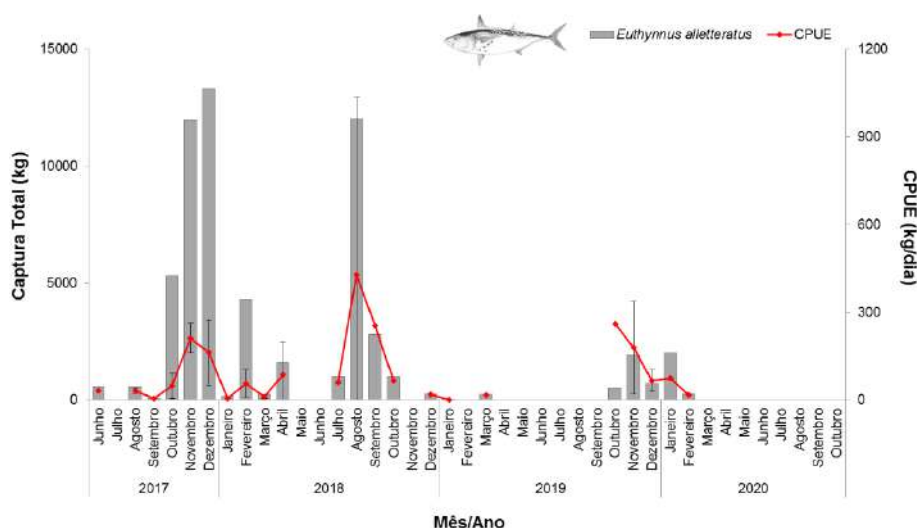 Euthynnus alletteratus
CPUE
15000
10000
5000
0
Captura Total (kg)
1200
900
600
300
0
CPUE (kg/dia)
Junho
Julho
Agosto
Setembro
Outubro
Novembro
Dezembro
Janeiro
Fevereiro
Março
Abril
Maio
Junho
Julho
Agosto
Setembro
Outubro
Novembro
Dezembro
Janeiro
Fevereiro
Março
Abril
Maio
Junho
Julho
Agosto
Setembro
Outubro
Novembro
Dezembro
Janeiro
Fevereiro
Março
Abril
Maio
Junho
Julho
Agosto
Setembro
Outubro
2017
2018
2019
2020
Mês/Ano